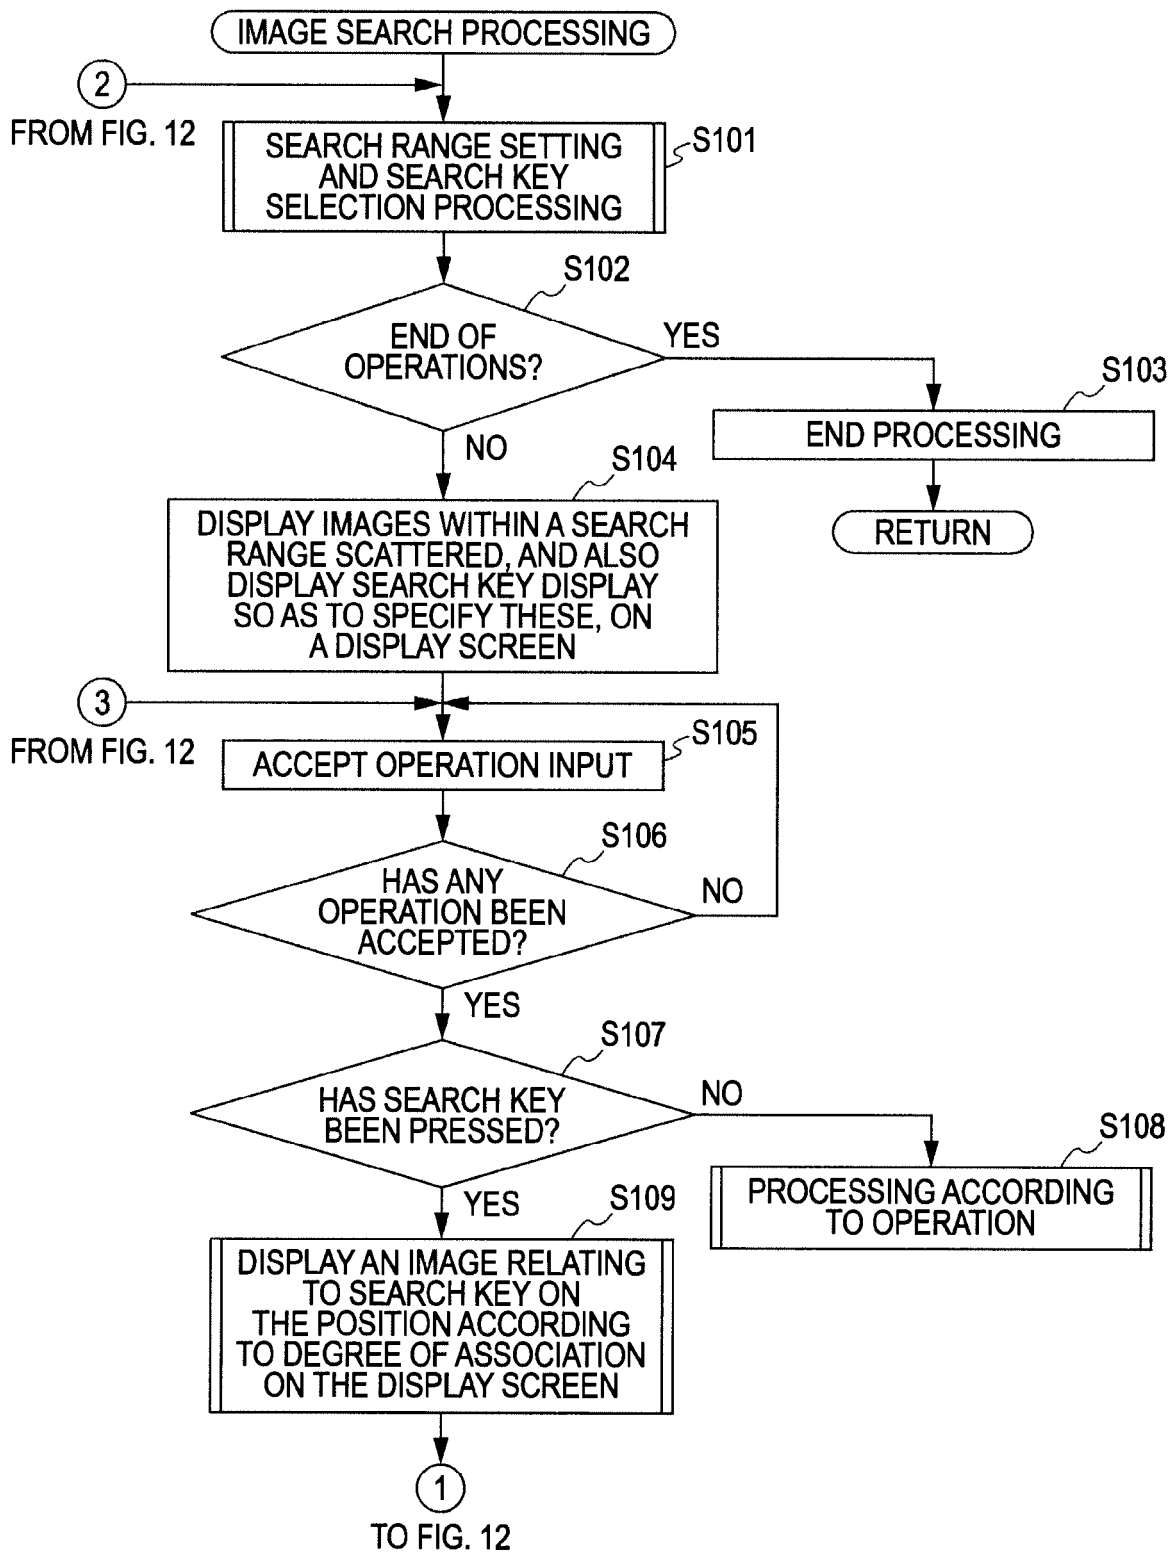 IMAGE SEARCH PROCESSING
2
FROM FIG. 12
S101
SEARCH RANGE SETTING
AND SEARCH KEY
SELECTION PROCESSING
S102
END OF
OPERATIONS?
YES
NO
S103
END PROCESSING
RETURN
S104
DISPLAY IMAGES WITHIN A SEARCH
RANGE SCATTERED, AND ALSO
DISPLAY SEARCH KEY DISPLAY
SO AS TO SPECIFY THESE, ON
A DISPLAY SCREEN
3
FROM FIG. 12
S105
ACCEPT OPERATION INPUT
S106
HAS ANY
OPERATION BEEN
ACCEPTED?
NO
YES
S107
HAS SEARCH KEY
BEEN PRESSED?
NO
YES
S108
PROCESSING ACCORDING
TO OPERATION
S109
DISPLAY AN IMAGE RELATING
TO SEARCH KEY ON
THE POSITION ACCORDING
TO DEGREE OF ASSOCIATION
ON THE DISPLAY SCREEN
1
TO FIG. 12